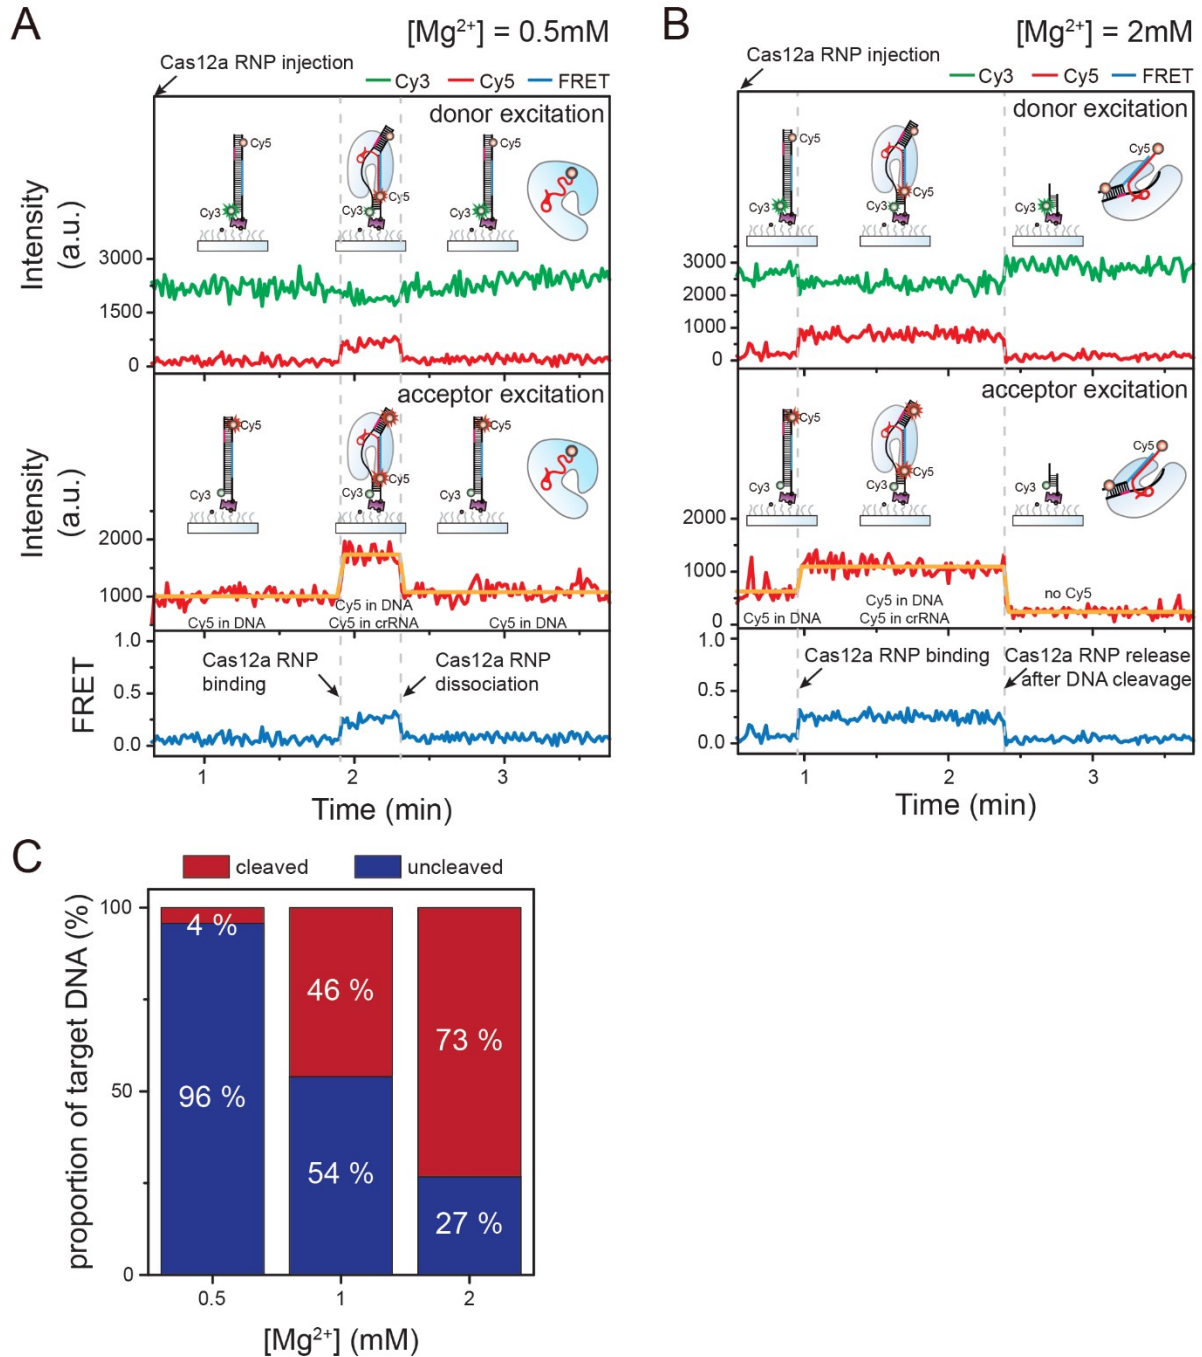 A
[Mg²⁺] = 0.5mM
Cas12a RNP injection
Cy3 Cy5 FRET
donor excitation
Cy5
Cy5
Cy5
Cy3
Cy3
Cy3
Intensity
(a.u.)
3000
1500
0
acceptor excitation
Cy5
Cy5
Cy5
Cy3
Cy3
Cy3
Intensity
(a.u.)
2000
1000
Cy5 in DNA
Cy5 in DNA
Cy5 in crRNA
Cy5 in DNA
FRET
1.0
0.5
0.0
Cas12a RNP
binding
Cas12a RNP
dissociation
1 2 3
Time (min)
B
[Mg²⁺] = 2mM
Cas12a RNP injection
Cy3 Cy5 FRET
donor excitation
Cy5
Cy5
Cy5
Cy3
Cy3
Cy3
3000
2000
1000
0
acceptor excitation
Cy5
Cy5
Cy5
Cy3
Cy3
Cy3
2000
1000
0
Cy5 in DNA
Cy5 in DNA
Cy5 in crRNA
no Cy5
1.0
0.5
0.0
Cas12a RNP binding
Cas12a RNP release
after DNA cleavage
1 2 3
Time (min)
C
cleaved uncleaved
proportion of target DNA (%)
100
50
0
4 %
96 %
46 %
54 %
73 %
27 %
0.5 1 2
[Mg²⁺] (mM)